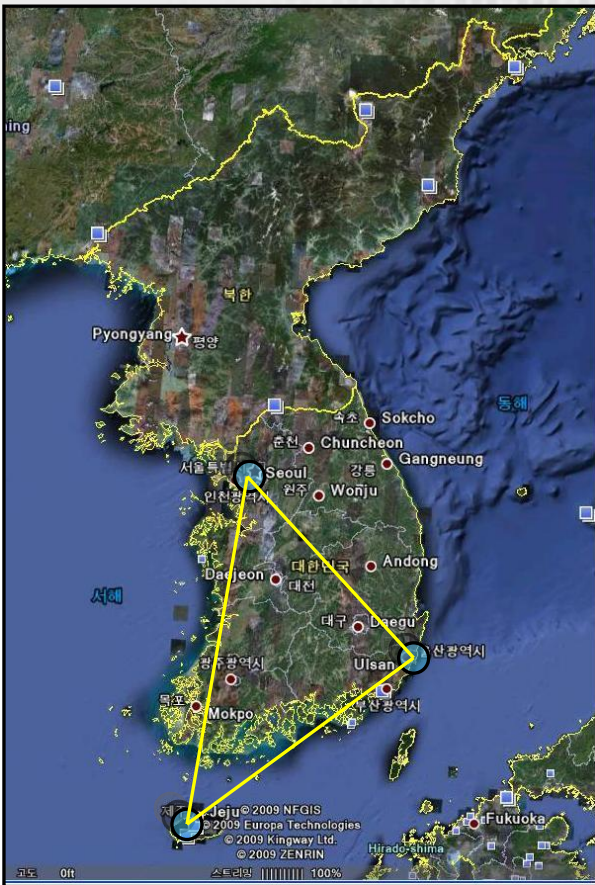 ing
북한
Pyongyang
평양
속초 Sokcho
동해
춘천 Chuncheon
강릉 Gangneung
서울특
Seoul
인천광역시
원주 Wonju
대한민국
Andong
Daejeon
대전
서해
대구 Daegu
산광역시
Ulsan
광주광역시
부산광역시
목포
Mokpo
Jeju
© 2009 NFGIS
© 2009 Europa Technologies
© 2009 Kingway Ltd.
© 2009 ZENRIN
Fukuoka
Hirado-shima
고도 0ft 스트리밍 |||||||||| 100%